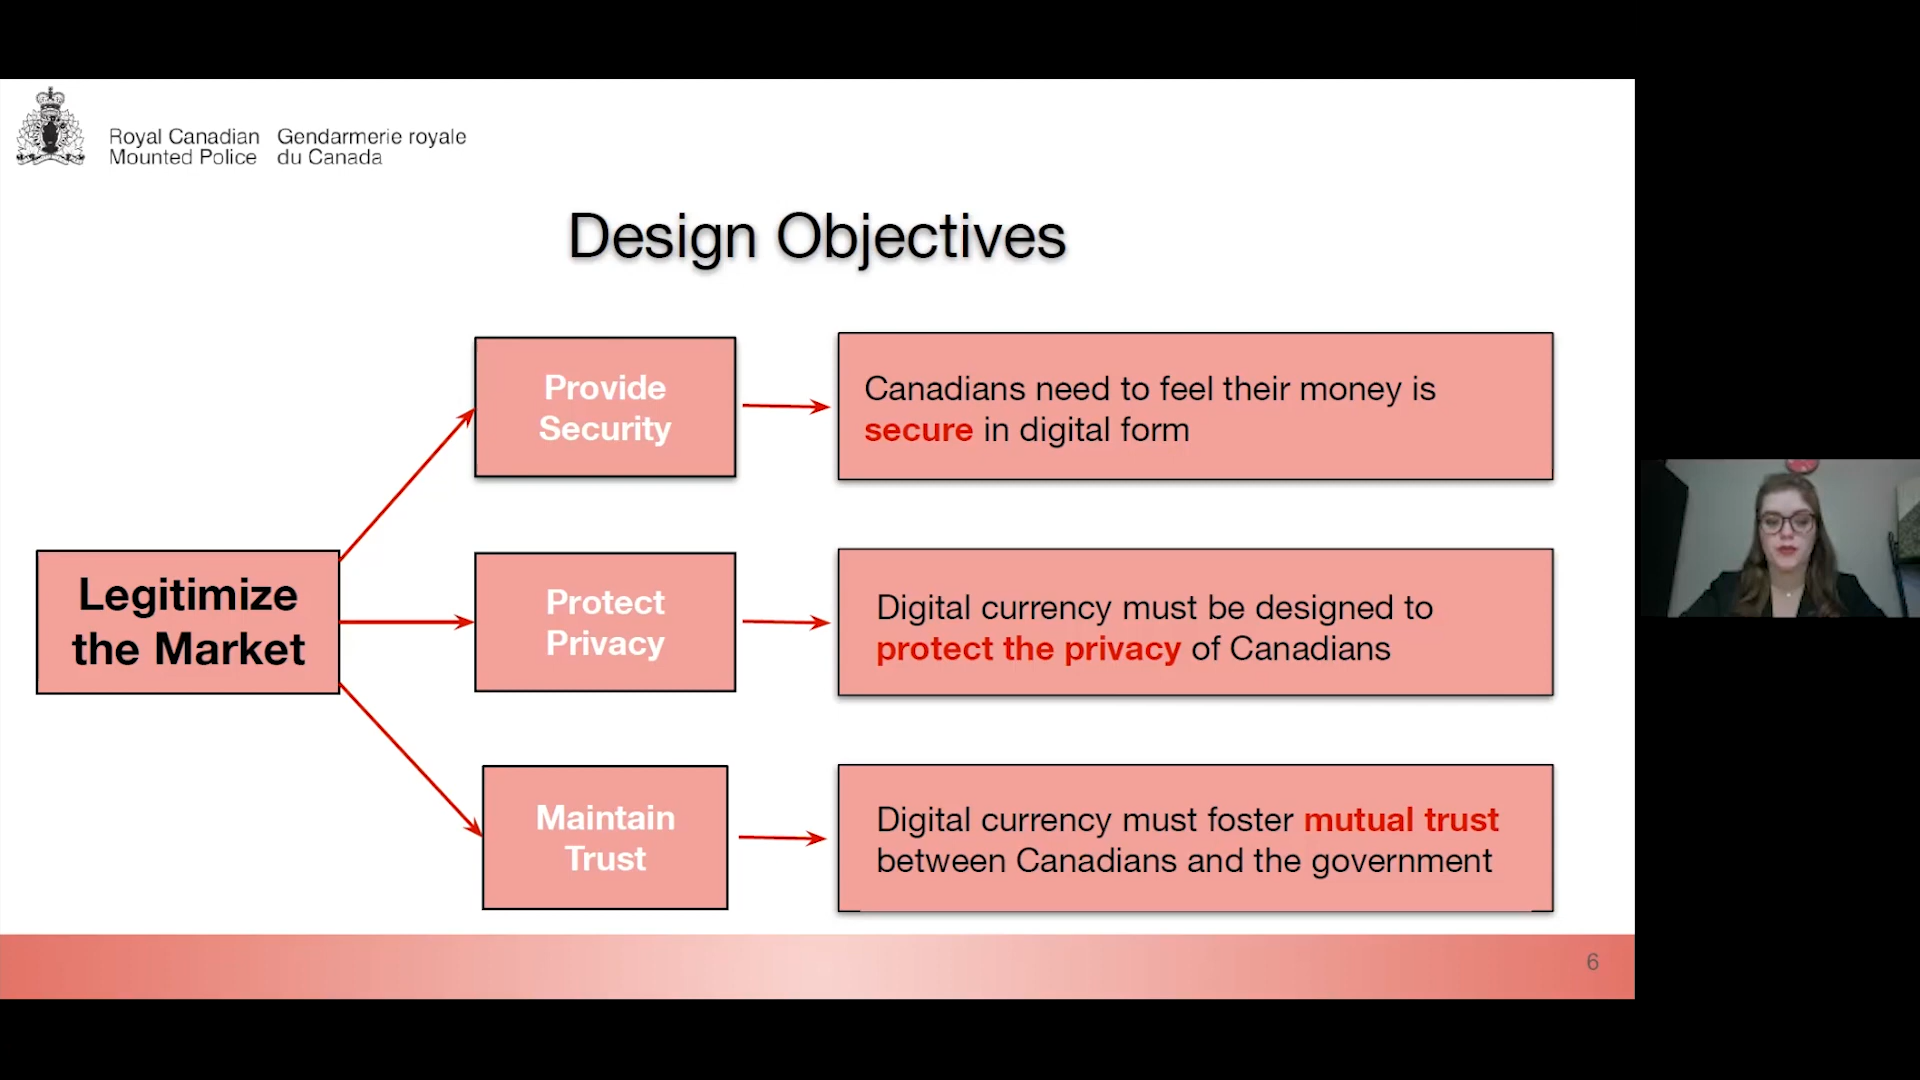 Royal Canadian Gendarmerie royale
Mounted Police du Canada
Design Objectives
Legitimize
the Market
Provide
Security
Canadians need to feel their money is
secure in digital form
Protect
Privacy
Digital currency must be designed to
protect the privacy of Canadians
Maintain
Trust
Digital currency must foster mutual trust
between Canadians and the government
6